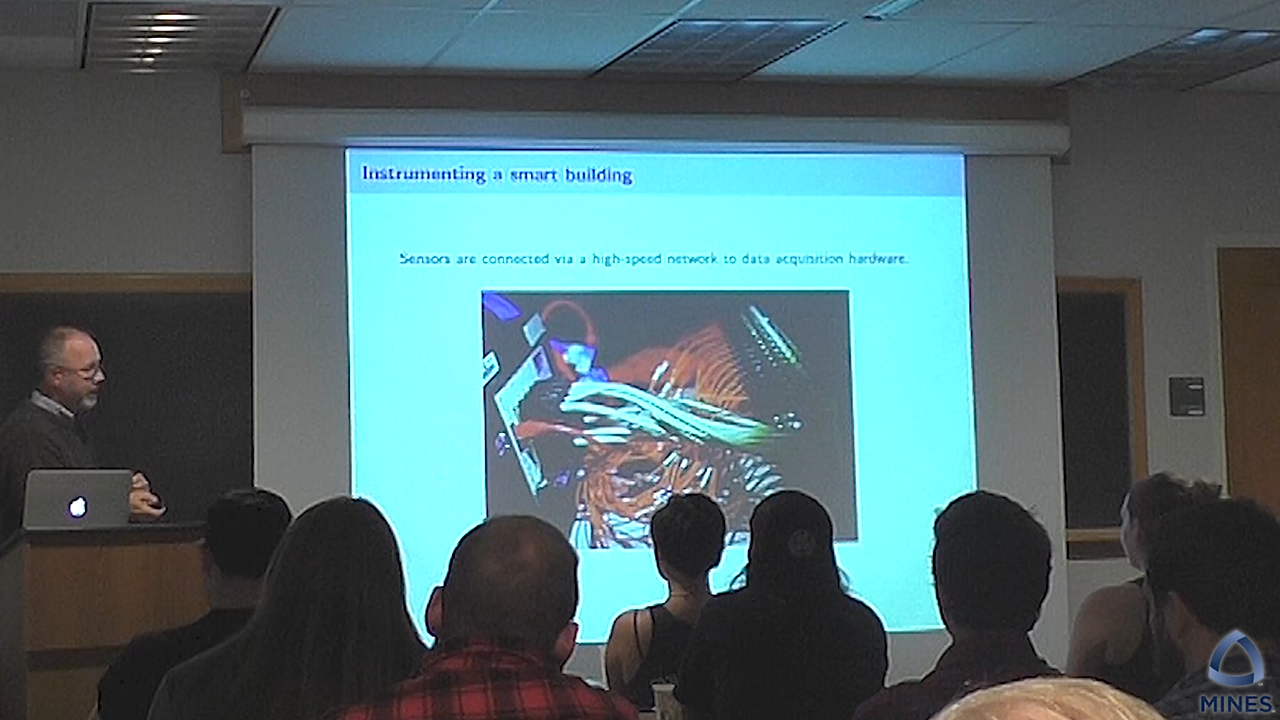 Instrumenting a smart building
Sensors are connected via a high-speed network to data acquisition hardware.
MINES